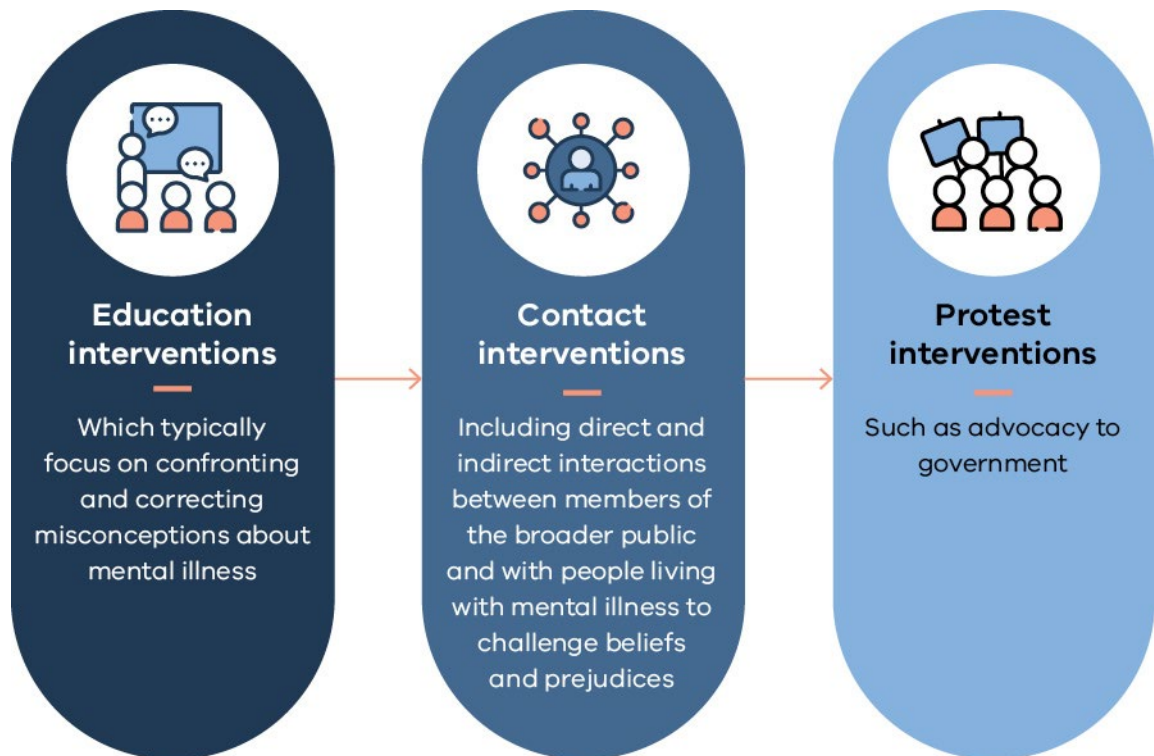 Education
interventions
Which typically
focus on confronting
and correcting
misconceptions about
mental illness
Contact
interventions
Including direct and
indirect interactions
between members of
the broader public
and with people living
with mental illness to
challenge beliefs
and prejudices
Protest
interventions
Such as advocacy to
government